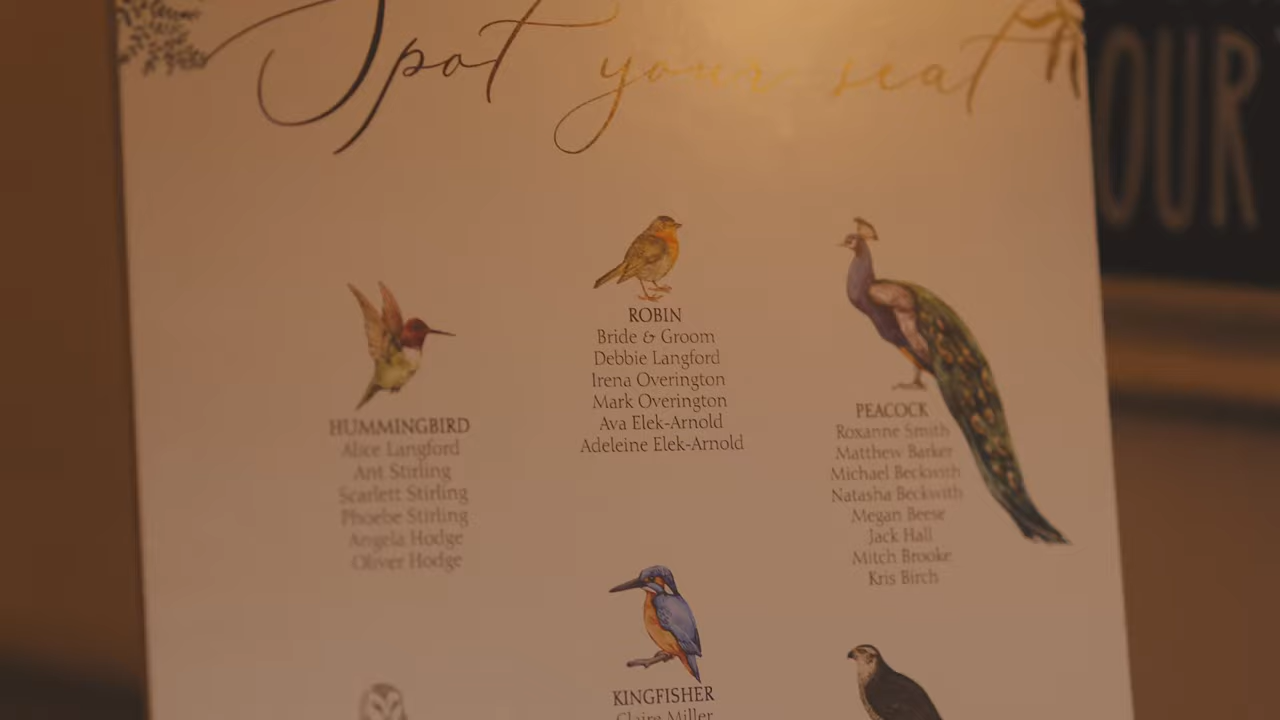 Spot your seat
OUR
ROBIN
Bride & Groom
Debbie Langford
Irena Overington
Mark Overington
Ava Elek-Arnold
Adeleine Elek-Arnold
HUMMINGBIRD
Alice Langford
Ant Stirling
Scarlett Stirling
Phoebe Stirling
Angela Hodge
Oliver Hodge
PEACOCK
Roxanne Smith
Matthew Barker
Michael Beckwith
Natasha Beckwith
Megan Beese
Jack Hall
Mitch Brooke
Kris Birch
KINGFISHER
Claire Miller